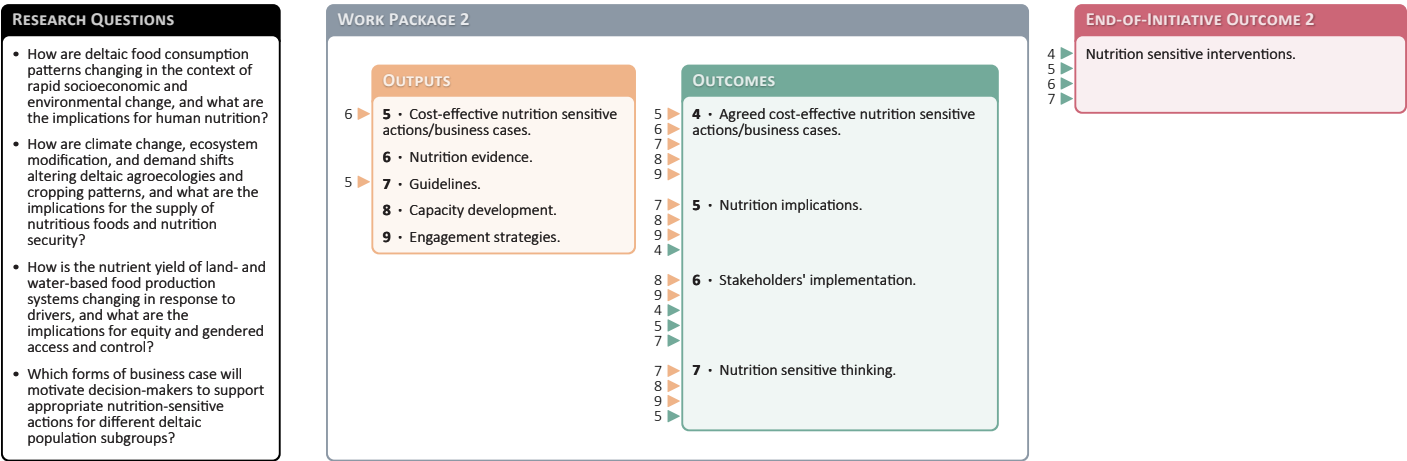 RESEARCH QUESTIONS
• How are deltaic food consumption
patterns changing in the context of
rapid socioeconomic and
environmental change, and what are
the implications for human nutrition?
• How are climate change, ecosystem
modification, and demand shifts
altering deltaic agroecologies and
cropping patterns, and what are the
implications for the supply of
nutritious foods and nutrition
security?
• How is the nutrient yield of land- and
water-based food production
systems changing in response to
drivers, and what are the
implications for equity and gendered
access and control?
• Which forms of business case will
motivate decision-makers to support
appropriate nutrition-sensitive
actions for different deltaic
population subgroups?
WORK PACKAGE 2
OUTPUTS
6
5 · Cost-effective nutrition sensitive
actions/business cases.
6 · Nutrition evidence.
5
7 · Guidelines.
8 · Capacity development.
9 · Engagement strategies.
OUTCOMES
5
6
7
8
9
4 · Agreed cost-effective nutrition sensitive
actions/business cases.
7
8
9
4
5 · Nutrition implications.
8
9
4
5
7
6 · Stakeholders' implementation.
7
8
9
5
7 · Nutrition sensitive thinking.
END-OF-INITIATIVE OUTCOME 2
4
5
6
7
Nutrition sensitive interventions.